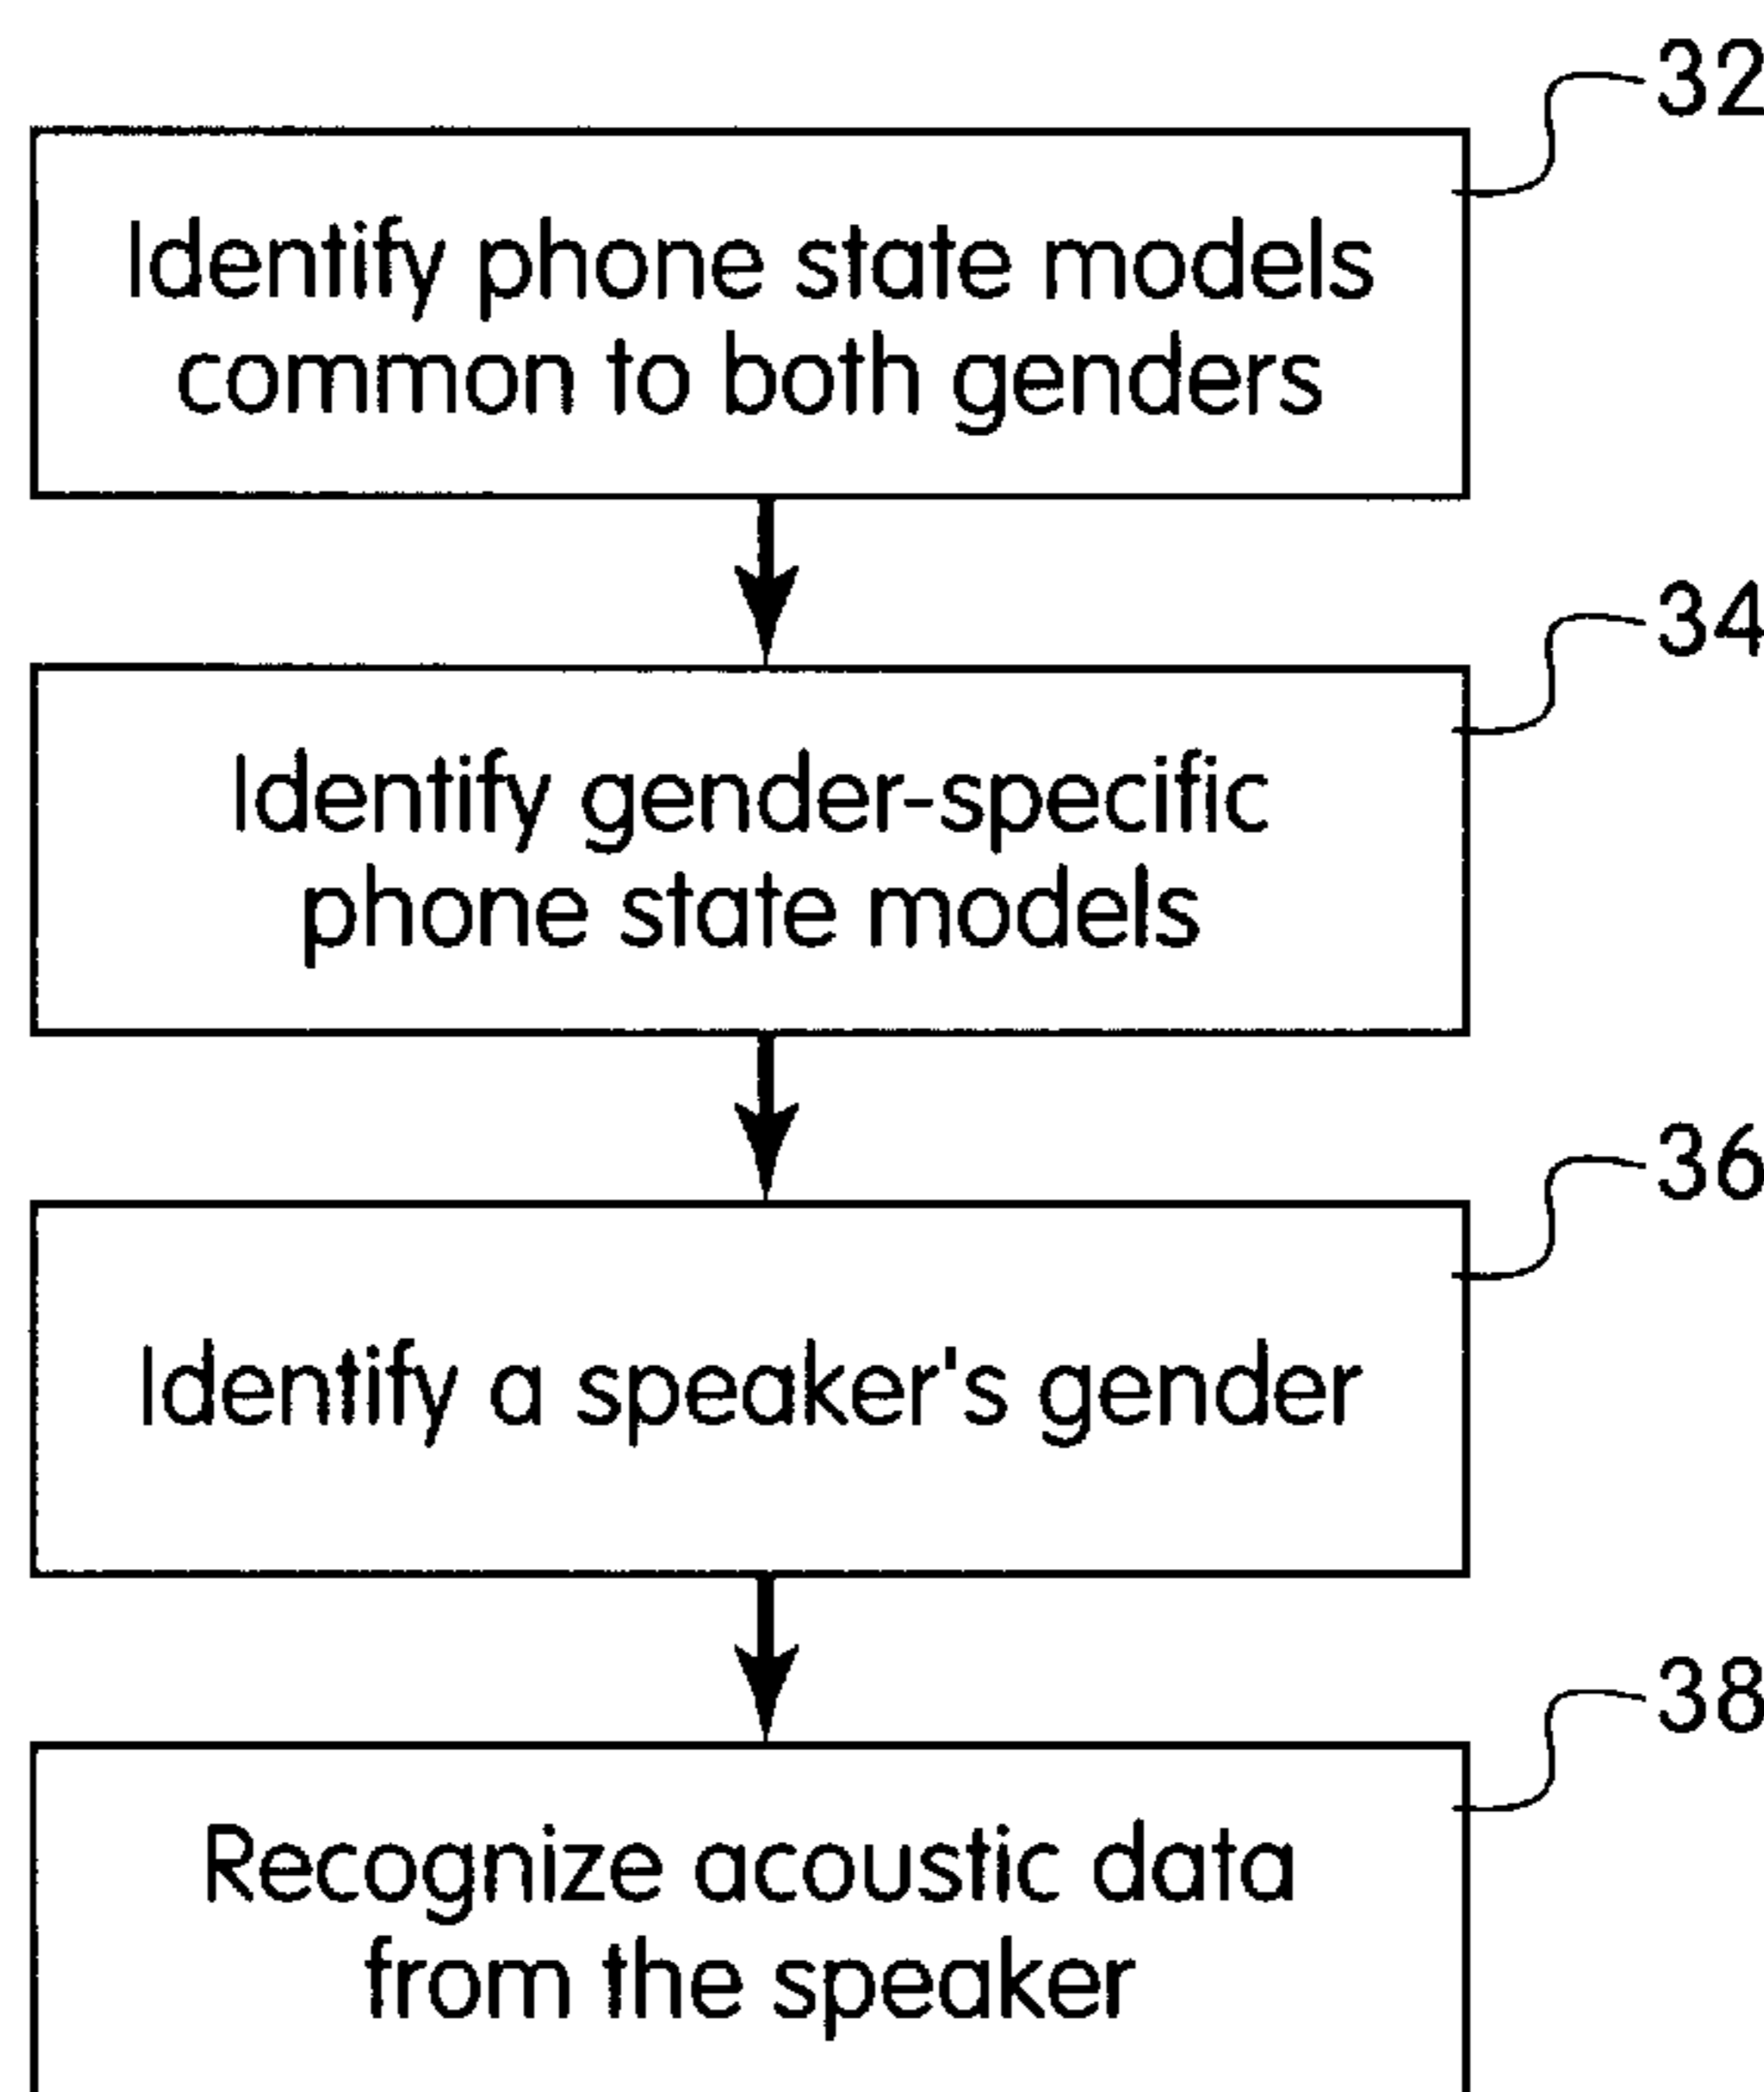 32
Identify phone state models
common to both genders
34
Identify gender-specific
phone state models
36
Identify a speaker's gender
38
Recognize acoustic data
from the speaker